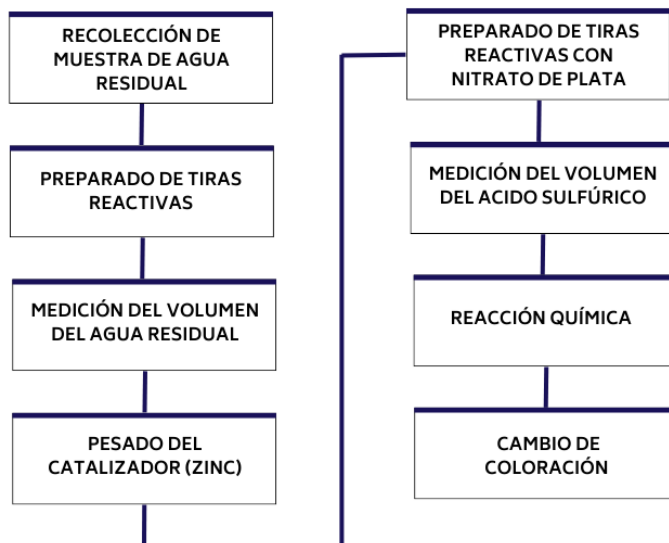 RECOLECCIÓN DE
MUESTRA DE AGUA
RESIDUAL
PREPARADO DE TIRAS
REACTIVAS
MEDICIÓN DEL VOLUMEN
DEL AGUA RESIDUAL
PESADO DEL
CATALIZADOR (ZINC)
PREPARADO DE TIRAS
REACTIVAS CON
NITRATO DE PLATA
MEDICIÓN DEL VOLUMEN
DEL ACIDO SULFÚRICO
REACCIÓN QUÍMICA
CAMBIO DE
COLORACIÓN